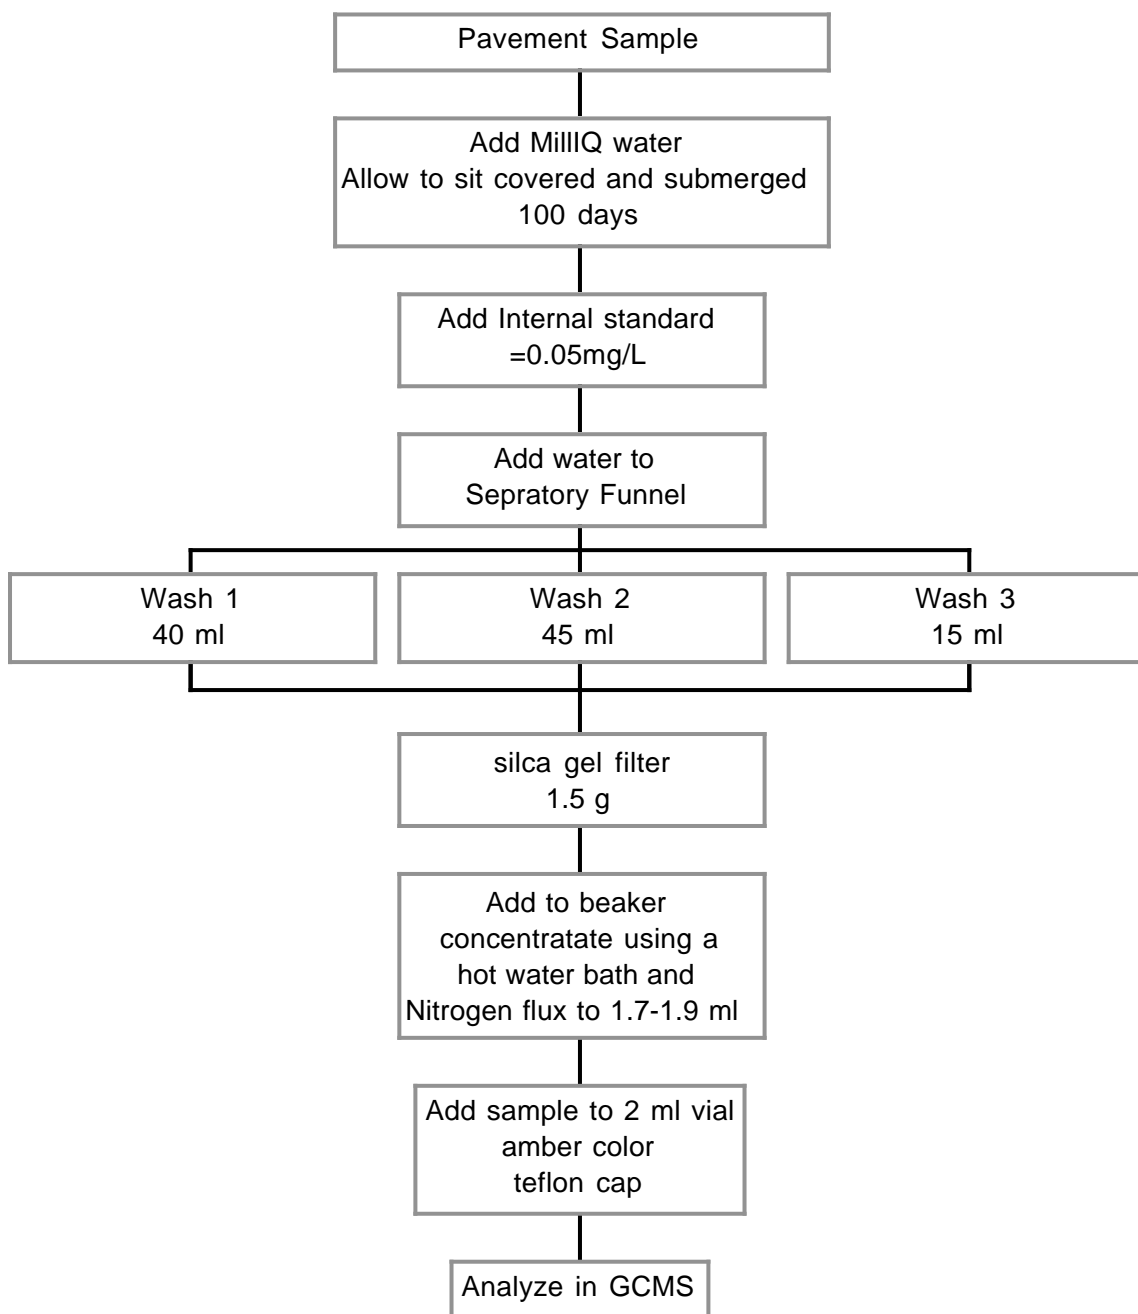 Pavement Sample
Add MillIQ water
Allow to sit covered and submerged
100 days
Add Internal standard
=0.05mg/L
Add water to
Sepratory Funnel
Wash 1
40 ml
Wash 2
45 ml
Wash 3
15 ml
silca gel filter
1.5 g
Add to beaker
concentratate using a
hot water bath and
Nitrogen flux to 1.7-1.9 ml
Add sample to 2 ml vial
amber color
teflon cap
Analyze in GCMS